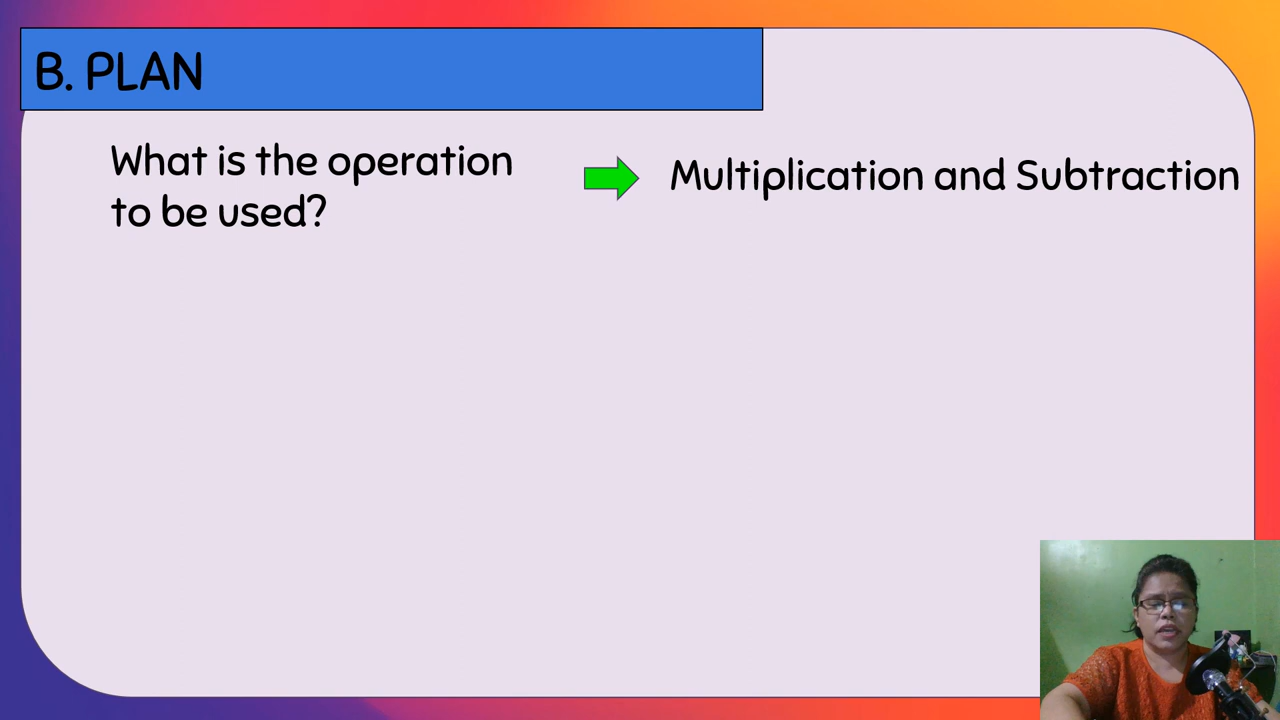 B. PLAN
What is the operation
to be used?
Multiplication and Subtraction